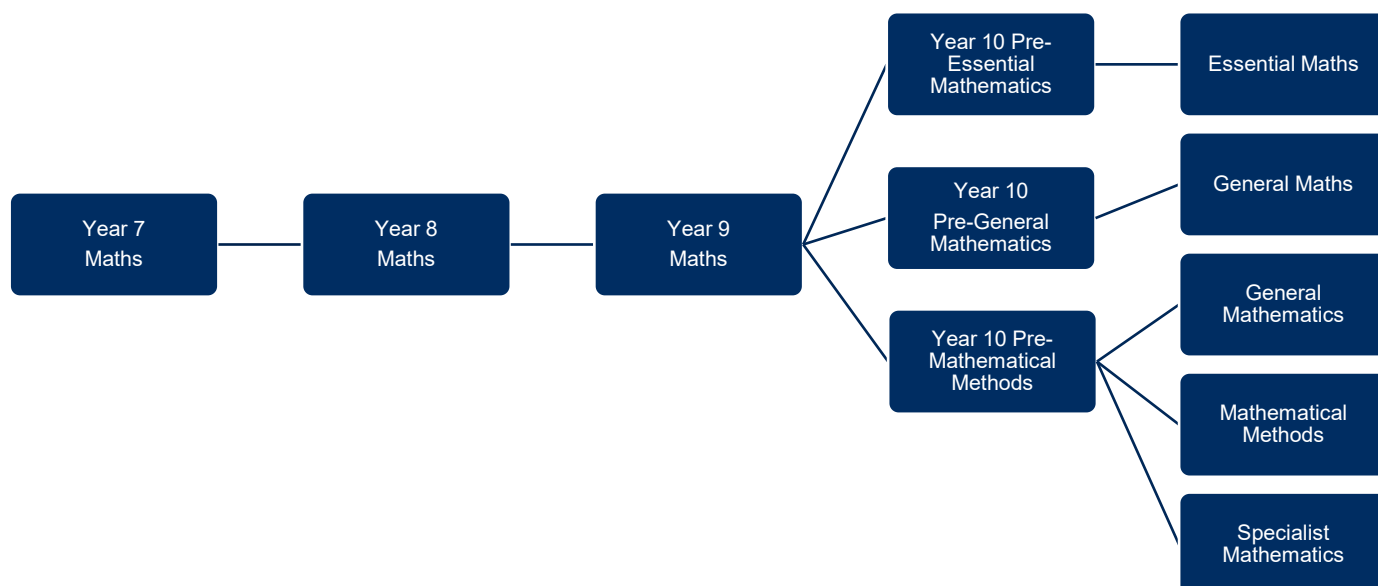 Year 7
Maths
Year 8
Maths
Year 9
Maths
Year 10 Pre-
Essential
Mathematics
Year 10
Pre-General
Mathematics
Year 10 Pre-
Mathematical
Methods
Essential Maths
General Maths
General
Mathematics
Mathematical
Methods
Specialist
Mathematics